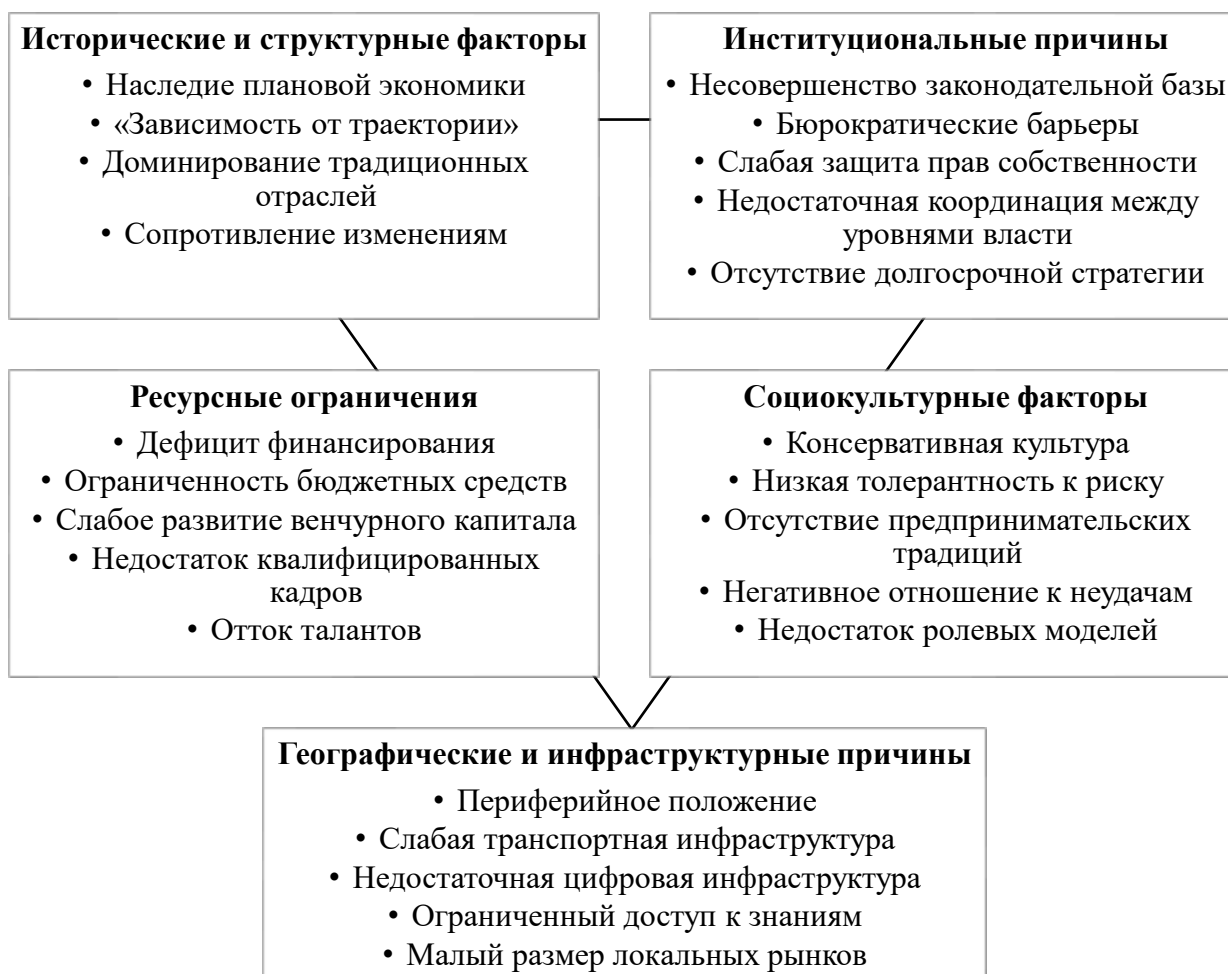 Исторические и структурные факторы
• Наследие плановой экономики
• «Зависимость от траектории»
• Доминирование традиционных
отраслей
• Сопротивление изменениям
Институциональные причины
• Несовершенство законодательной базы
• Бюрократические барьеры
• Слабая защита прав собственности
• Недостаточная координация между
уровнями власти
• Отсутствие долгосрочной стратегии
Ресурсные ограничения
• Дефицит финансирования
• Ограниченность бюджетных средств
• Слабое развитие венчурного капитала
• Недостаток квалифицированных
кадров
• Отток талантов
Социокультурные факторы
• Консервативная культура
• Низкая толерантность к риску
• Отсутствие предпринимательских
традиций
• Негативное отношение к неудачам
• Недостаток ролевых моделей
Географические и инфраструктурные причины
• Периферийное положение
• Слабая транспортная инфраструктура
• Недостаточная цифровая инфраструктура
• Ограниченный доступ к знаниям
• Малый размер локальных рынков